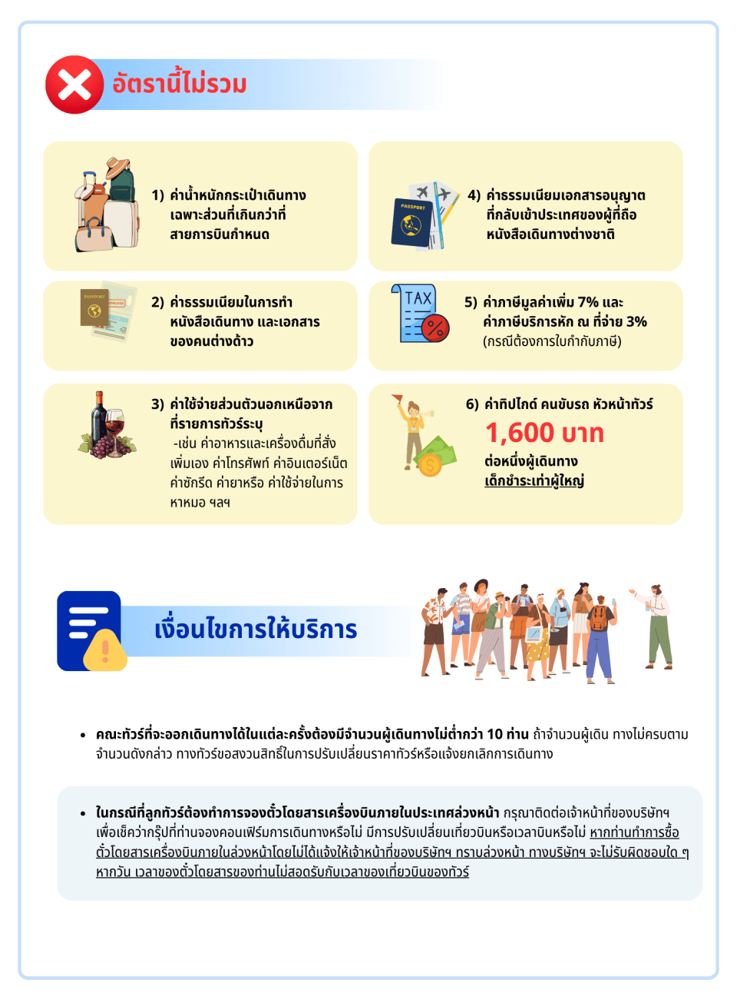 อัตรานี้ไม่รวม
1) ค่าน้ำหนักกระเป๋าเดินทาง
เฉพาะส่วนที่เกินกว่าที่
สายการบินกำหนด
PASSPORT
4) ค่าธรรมเนียมเอกสารอนุญาต
ที่กลับเข้าประเทศของผู้ที่ถือ
หนังสือเดินทางต่างชาติ
PASSPORT
APPROVED
2) ค่าธรรมเนียมในการทำ
หนังสือเดินทาง และเอกสาร
ของคนต่างด้าว
TAX
%
5) ค่าภาษีมูลค่าเพิ่ม 7% และ
ค่าภาษีบริการหัก ณ ที่จ่าย 3%
(กรณีต้องการใบกำกับภาษี)
3) ค่าใช้จ่ายส่วนตัวนอกเหนือจาก
ที่รายการทัวร์ระบุ
-เช่น ค่าอาหารและเครื่องดื่มที่สั่ง
เพิ่มเอง ค่าโทรศัพท์ ค่าอินเตอร์เน็ต
ค่าซักรีด ค่ายาหรือ ค่าใช้จ่ายในการ
หาหมอ ฯลฯ
$
6) ค่าทิปไกด์ คนขับรถ หัวหน้าทัวร์
1,600 บาท
ต่อหนึ่งผู้เดินทาง
เด็กชำระเท่าผู้ใหญ่
เงื่อนไขการให้บริการ
• คณะทัวร์ที่จะออกเดินทางได้ในแต่ละครั้งต้องมีจำนวนผู้เดินทางไม่ต่ำกว่า 10 ท่าน ถ้าจำนวนผู้เดิน ทางไม่ครบตาม
จำนวนดังกล่าว ทางทัวร์ขอสงวนสิทธิ์ในการปรับเปลี่ยนราคาทัวร์หรือแจ้งยกเลิกการเดินทาง
• ในกรณีที่ลูกทัวร์ต้องทำการจองตั๋วโดยสารเครื่องบินภายในประเทศล่วงหน้า กรุณาติดต่อเจ้าหน้าที่ของบริษัทฯ
เพื่อเช็คว่ากรุ๊ปที่ท่านจองคอนเฟิร์มการเดินทางหรือไม่ มีการปรับเปลี่ยนเที่ยวบินหรือเวลาบินหรือไม่ หากท่านทำการซื้อ
ตั๋วโดยสารเครื่องบินภายในล่วงหน้าโดยไม่ได้แจ้งให้เจ้าหน้าที่ของบริษัทฯ ทราบล่วงหน้า ทางบริษัทฯ จะไม่รับผิดชอบใด ๆ
หากวัน เวลาของตั๋วโดยสารของท่านไม่สอดรับกับเวลาของเที่ยวบินของทัวร์